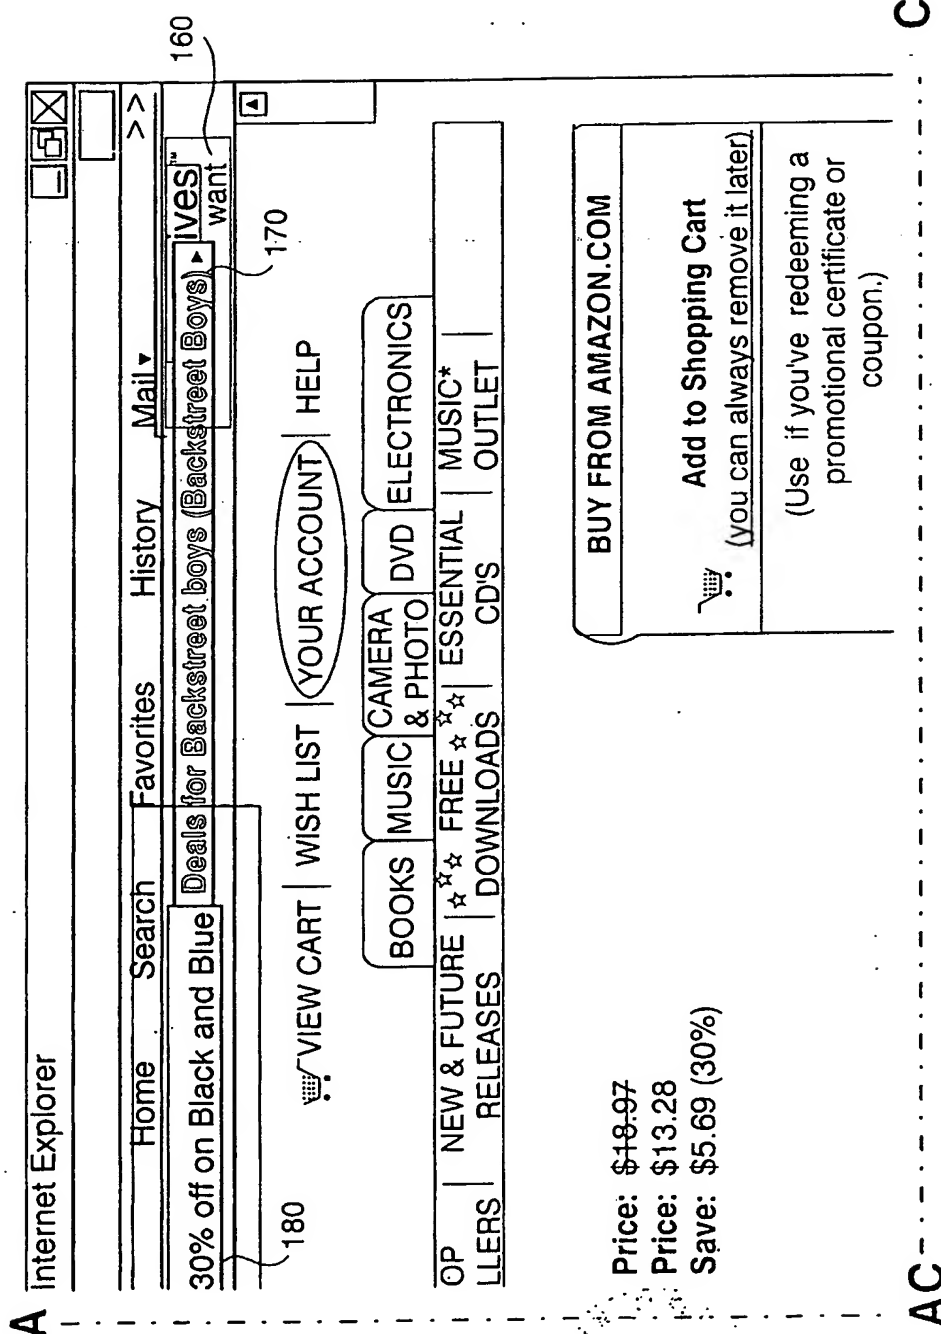 A
C
Internet Explorer
Home Search Favorites History Mail >>
30% off on Black and Blue Deals for Backstreet boys (Backstreet Boys) ives™
want
160
170
180
VIEW CART | WISH LIST | YOUR ACCOUNT | HELP
BOOKS MUSIC CAMERA & PHOTO DVD ELECTRONICS
OP | NEW & FUTURE | FREE | ESSENTIAL | MUSIC* |
LLERS | RELEASES | DOWNLOADS | CD'S | OUTLET |
BUY FROM AMAZON.COM
Price: $18.97
Price: $13.28
Save: $5.69 (30%)
Add to Shopping Cart
(you can always remove it later)
(Use if you've redeeming a
promotional certificate or
coupon.)
AC